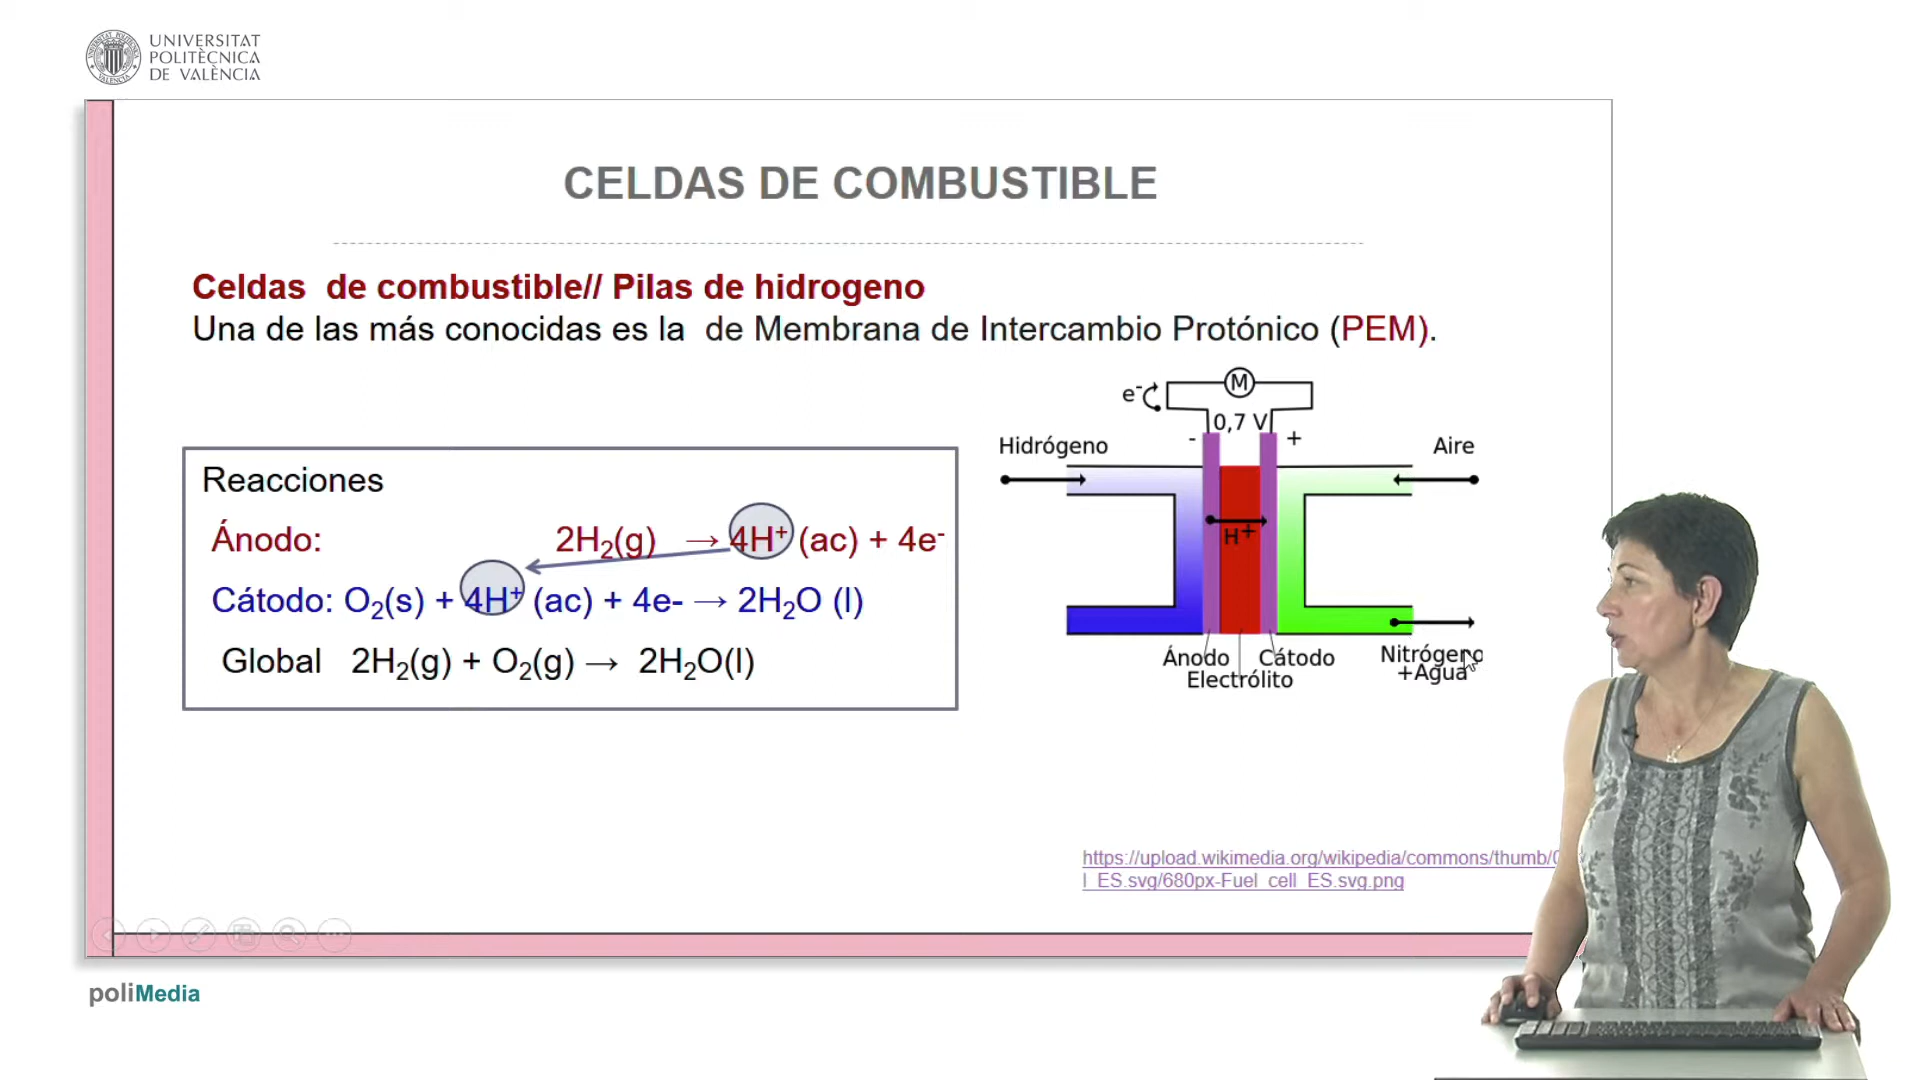 UNIVERSITAT
POLITÈCNICA
DE VALÈNCIA
CELDAS DE COMBUSTIBLE
Celdas de combustible// Pilas de hidrogeno
Una de las más conocidas es la de Membrana de Intercambio Protónico (PEM).
Reacciones
Ánodo: 2H₂(g) → 4H⁺ (ac) + 4e⁻
Cátodo: O₂(s) + 4H⁺ (ac) + 4e- → 2H₂O (l)
Global 2H₂(g) + O₂(g) → 2H₂O(l)
e⁻
M
0,7 V
- +
Hidrógeno
Aire
H⁺
Ánodo
Cátodo
Electrólito
Nitrógeno
+Agua
https://upload.wikimedia.org/wikipedia/commons/thumb/
l_ES.svg/680px-Fuel_cell_ES.svg.png
poliMedia